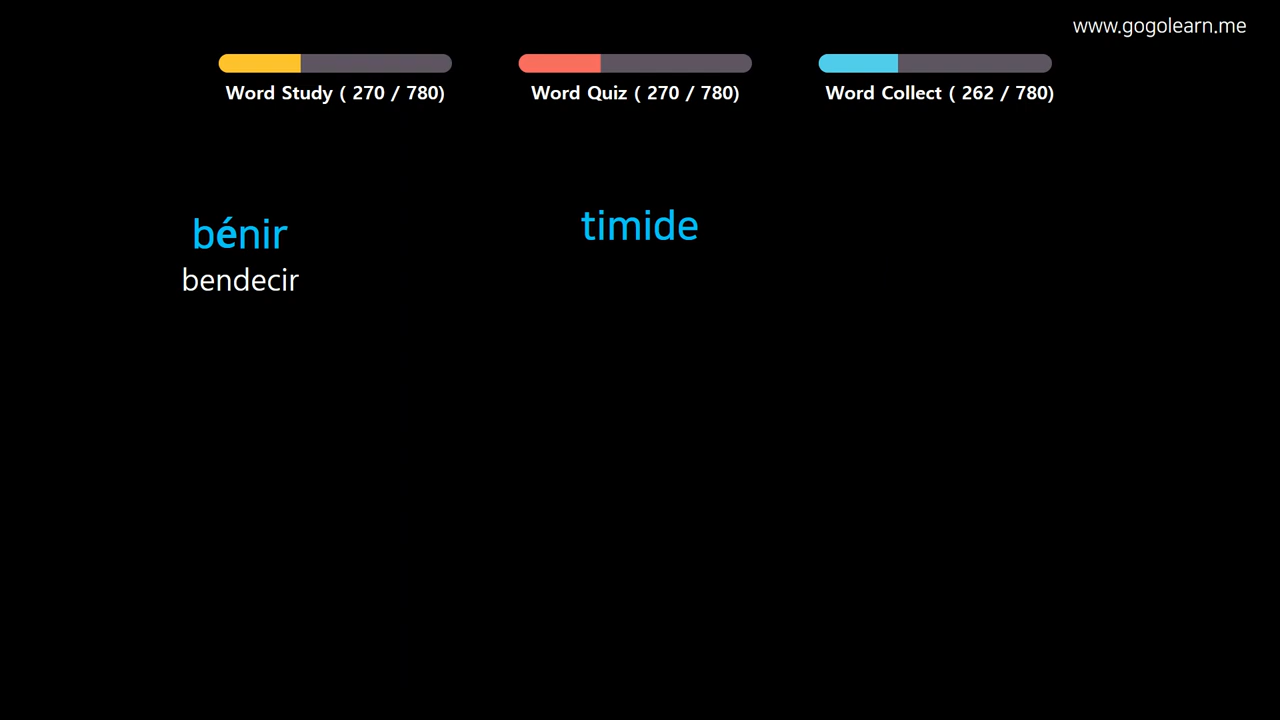 www.gogolearn.me
Word Study ( 270 / 780)
Word Quiz ( 270 / 780)
Word Collect ( 262 / 780)
bénir
bendecir
timide